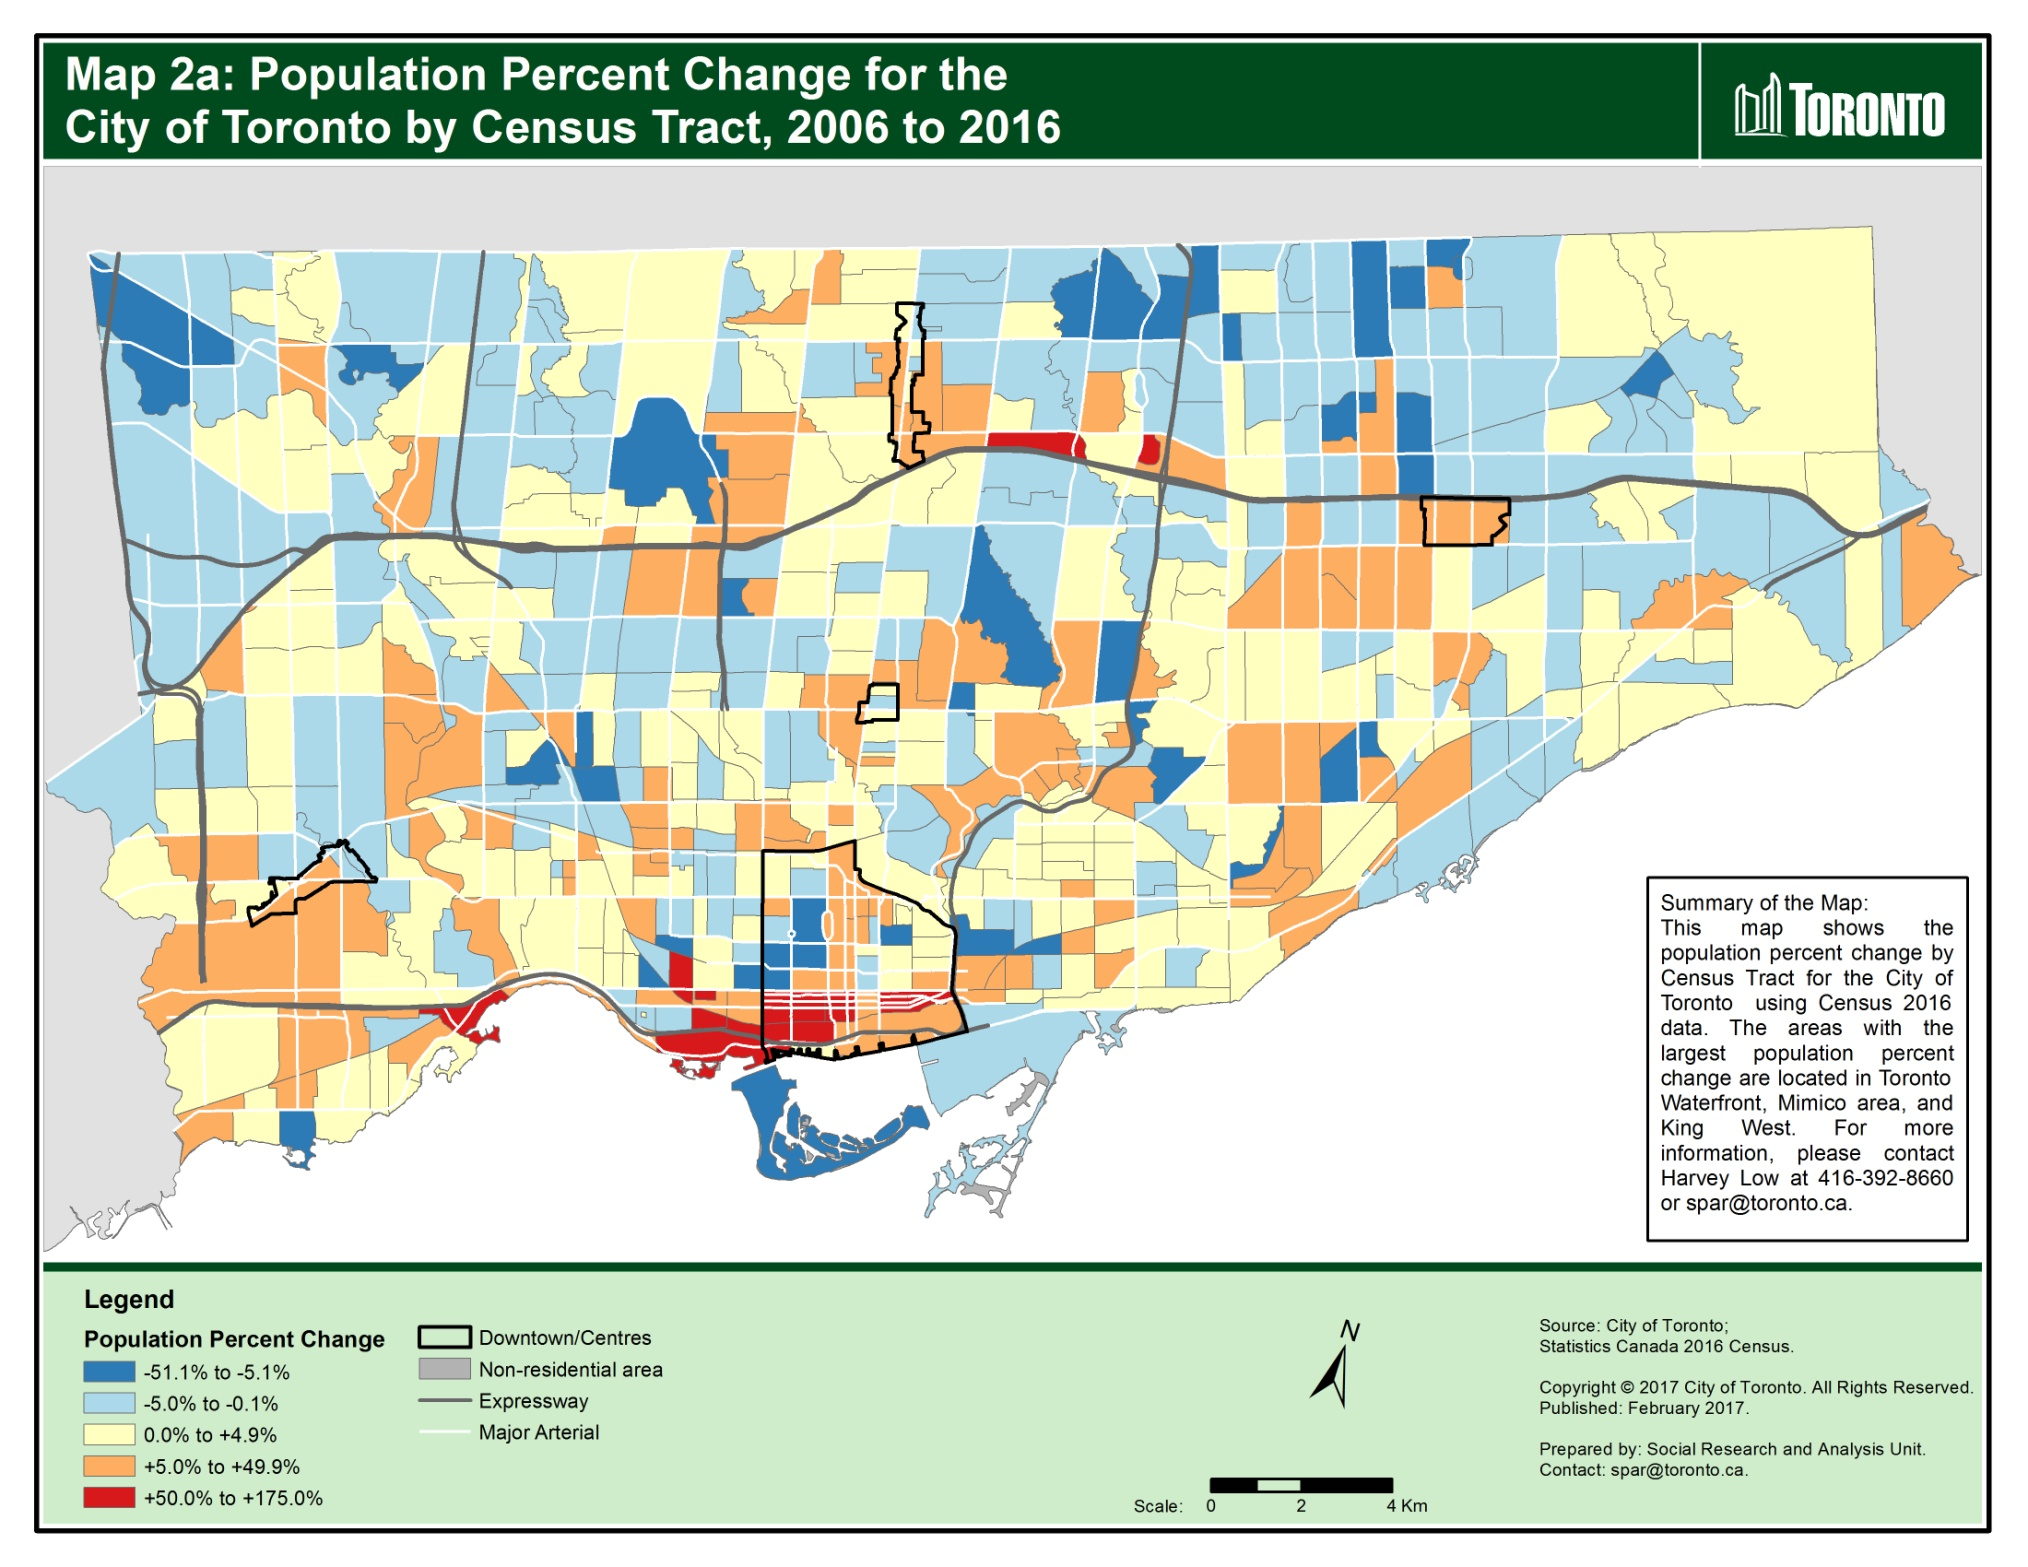 Map 2a: Population Percent Change for the
City of Toronto by Census Tract, 2006 to 2016
TORONTO
Summary of the Map:
This map shows the
population percent change by
Census Tract for the City of
Toronto using Census 2016
data. The areas with the
largest population percent
change are located in Toronto
Waterfront, Mimico area, and
King West. For more
information, please contact
Harvey Low at 416-392-8660
or spar@toronto.ca.
Legend
Population Percent Change
-51.1% to -5.1%
-5.0% to -0.1%
0.0% to +4.9%
+5.0% to +49.9%
+50.0% to +175.0%
Downtown/Centres
Non-residential area
Expressway
Major Arterial
N
Scale: 0 2 4 Km
Source: City of Toronto;
Statistics Canada 2016 Census.
Copyright © 2017 City of Toronto. All Rights Reserved.
Published: February 2017.
Prepared by: Social Research and Analysis Unit.
Contact: spar@toronto.ca.